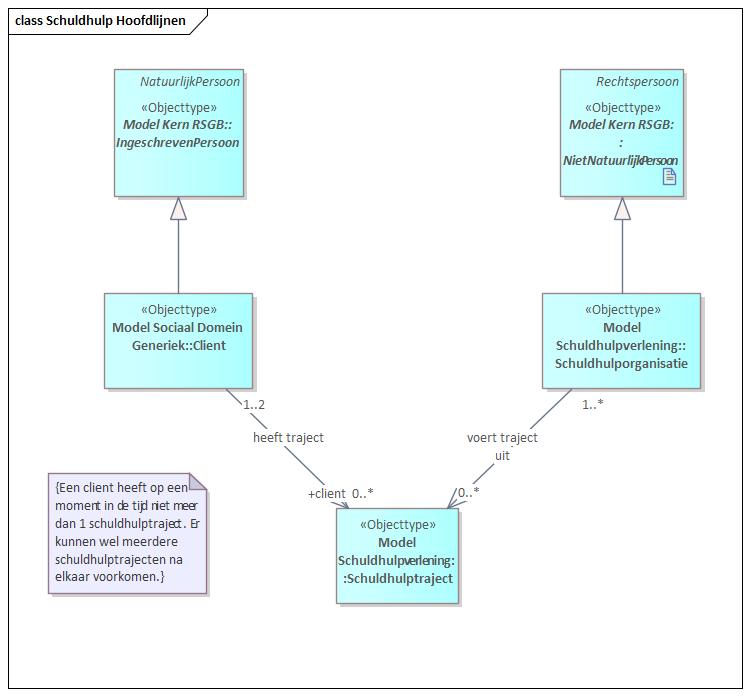 class Schuldhulp Hoofdlijnen
NatuurlijkPersoon
«Objecttype»
Model Kern RSGB::
IngeschrevenPersoon
Rechtspersoon
«Objecttype»
Model Kern RSGB:
:
NietNatuurlijkPersoon
«Objecttype»
Model Sociaal Domein
Generiek::Client
«Objecttype»
Model
Schuldhulpverlening::
Schuldhulporganisatie
1..2
heeft traject
+client 0..*
1..*
voert traject
uit
0..*
{Een client heeft op een
moment in de tijd niet meer
dan 1 schuldhulptraject. Er
kunnen wel meerdere
schuldhulptrajecten na
elkaar voorkomen.}
«Objecttype»
Model
Schuldhulpverlening:
:Schuldhulptraject